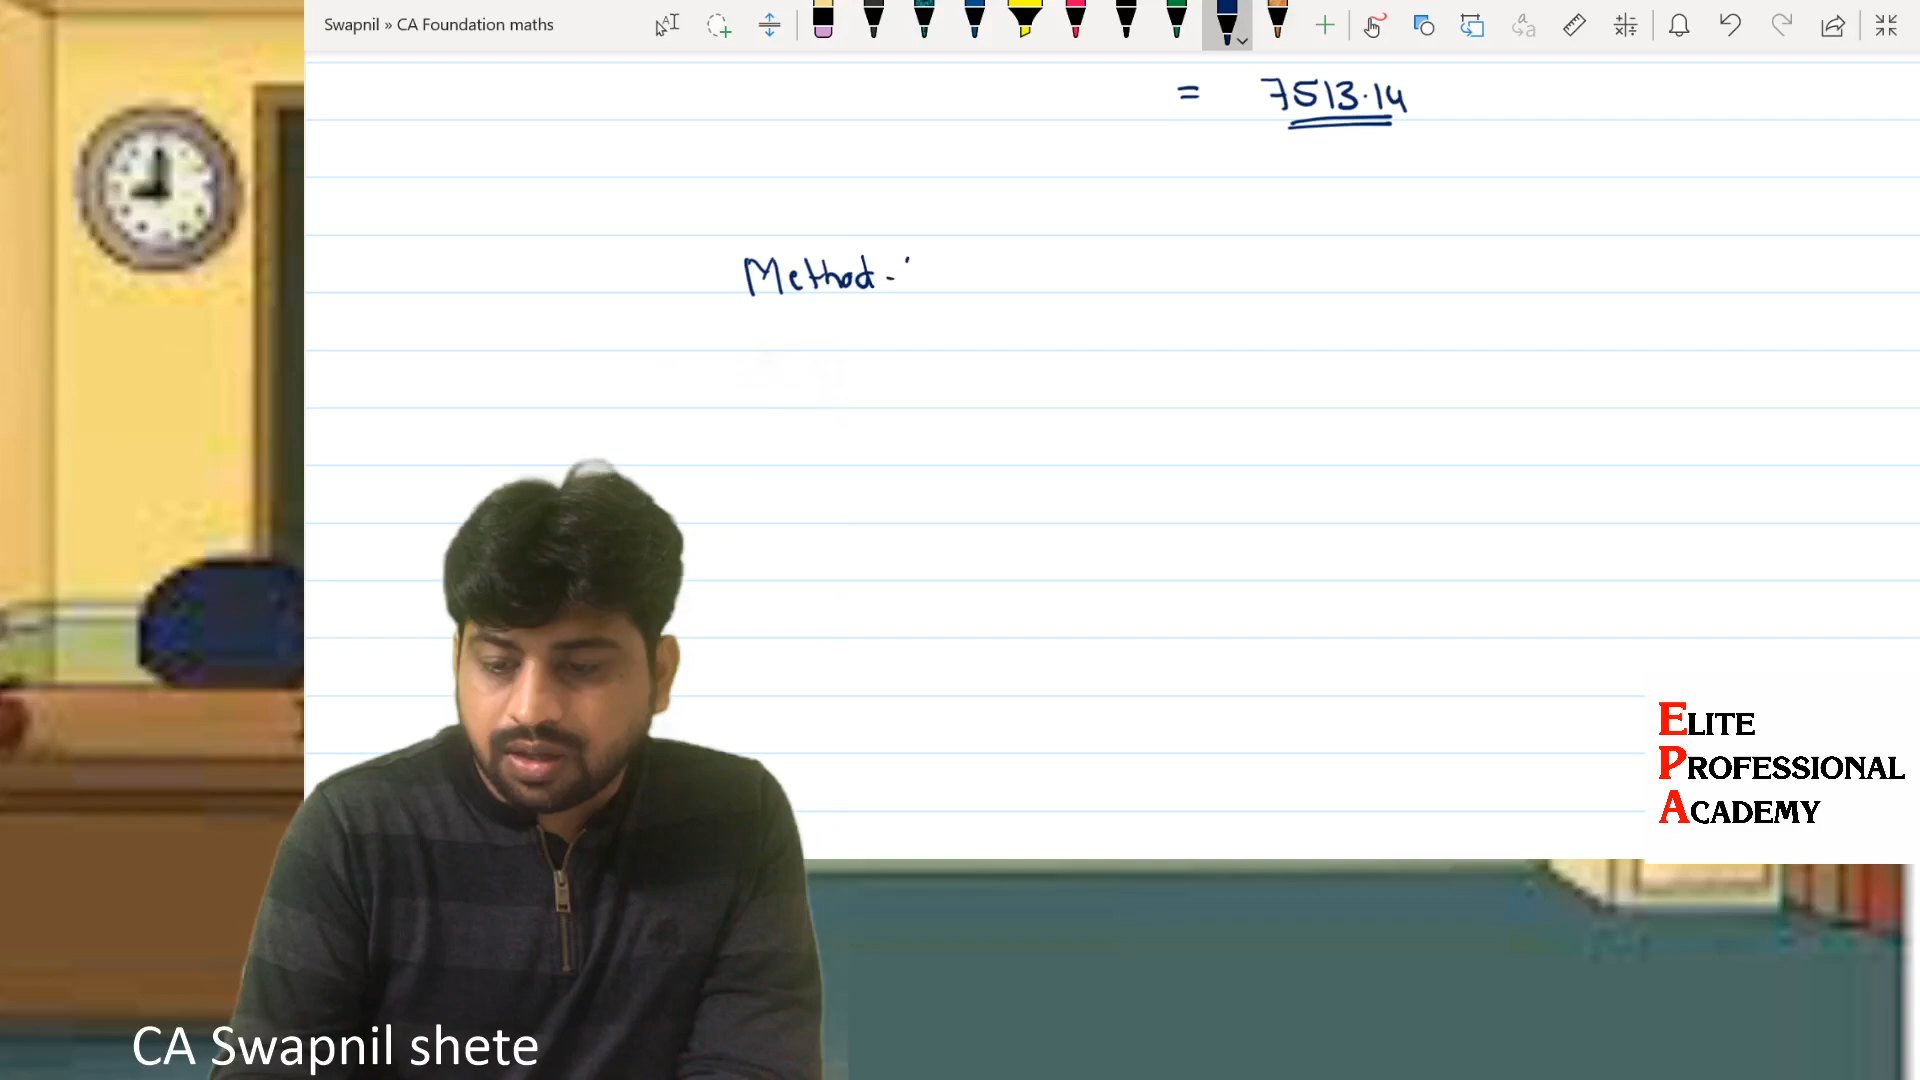 Swapnil » CA Foundation maths
= 7513.14
Method -
ELITE
PROFESSIONAL
ACADEMY
CA Swapnil shete